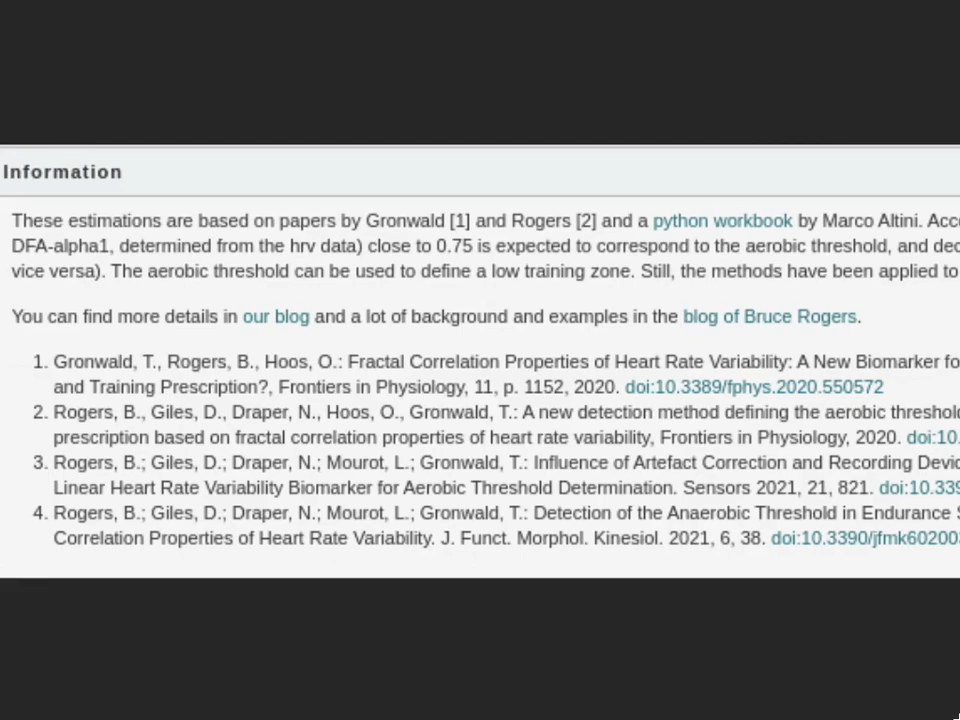 Information
These estimations are based on papers by Gronwald [1] and Rogers [2] and a python workbook by Marco Altini.
DFA-alpha1, determined from the hrv data) close to 0.75 is expected to correspond to the aerobic threshold, and
vice versa). The aerobic threshold can be used to define a low training zone. Still, the methods have been applied to
You can find more details in our blog and a lot of background and examples in the blog of Bruce Rogers.
1. Gronwald, T., Rogers, B., Hoos, O.: Fractal Correlation Properties of Heart Rate Variability: A New Biomarker
and Training Prescription?, Frontiers in Physiology, 11, p. 1152, 2020. doi:10.3389/fphys.2020.550572
2. Rogers, B., Giles, D., Draper, N., Hoos, O., Gronwald, T.: A new detection method defining the aerobic threshold
prescription based on fractal correlation properties of heart rate variability, Frontiers in Physiology, 2020. doi:10.
3. Rogers, B.; Giles, D.; Draper, N.; Mourot, L.; Gronwald, T.: Influence of Artefact Correction and Recording
Linear Heart Rate Variability Biomarker for Aerobic Threshold Determination. Sensors 2021, 21, 821. doi:10.339
4. Rogers, B.; Giles, D.; Draper, N.; Mourot, L.; Gronwald, T.: Detection of the Anaerobic Threshold in Endurance
Correlation Properties of Heart Rate Variability. J. Funct. Morphol. Kinesiol. 2021, 6, 38. doi:10.3390/jfmk60200